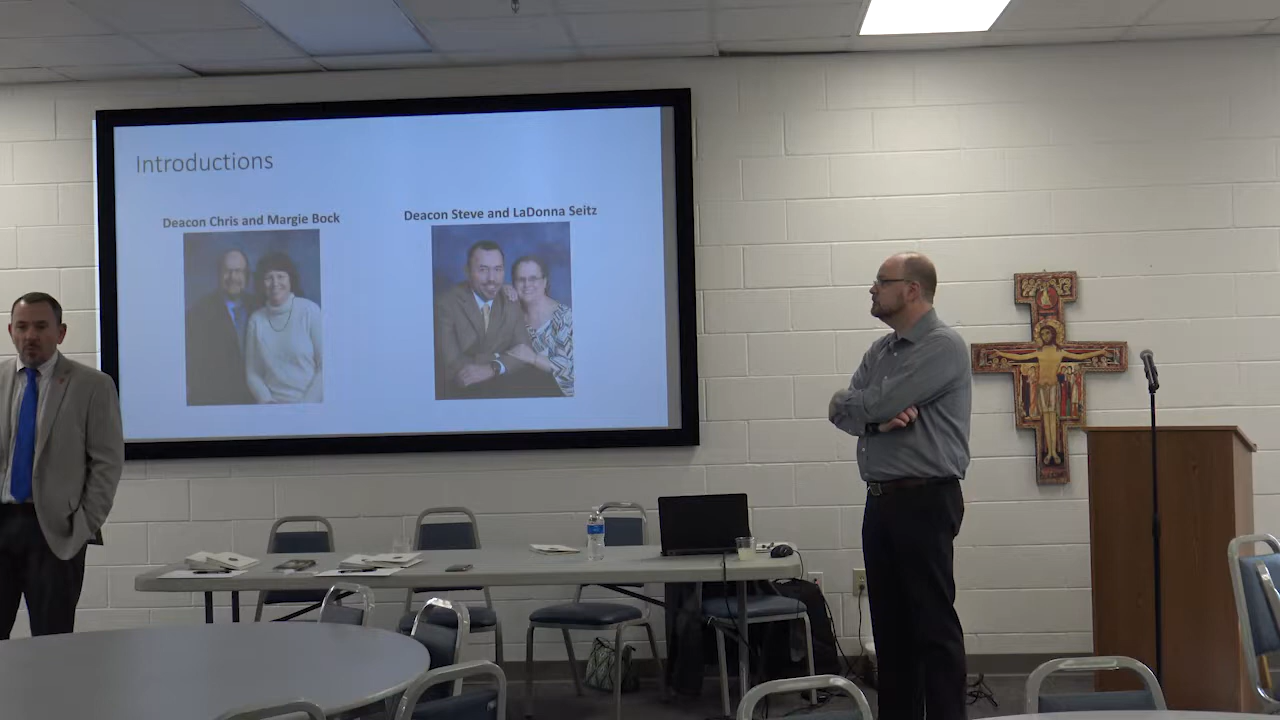 Introductions
Deacon Chris and Margie Bock
Deacon Steve and LaDonna Seitz